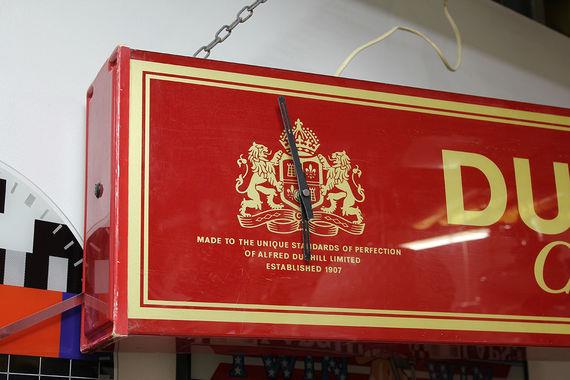 MADE TO THE UNIQUE STANDARDS OF PERFECTION
OF ALFRED DUNHILL LIMITED
ESTABLISHED 1907
DU